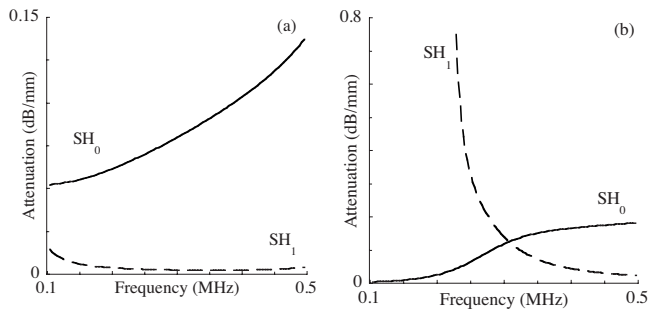 0.15
(a)
Attenuation (dB/mm)
SH0
SH1
0
0.1
Frequency (MHz)
0.5
0.8
(b)
Attenuation (dB/mm)
SH1
SH0
0
0.1
Frequency (MHz)
0.5